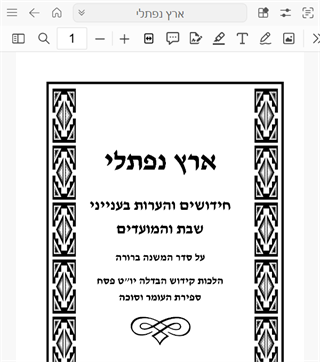 ארץ נפתלי
1
ארץ נפתלי
חידושים והערות בענייני
שבת והמועדים
על סדר המשנה ברורה
הלכות קידוש הבדלה יו"ט פסח
ספירת העומר וסוכה